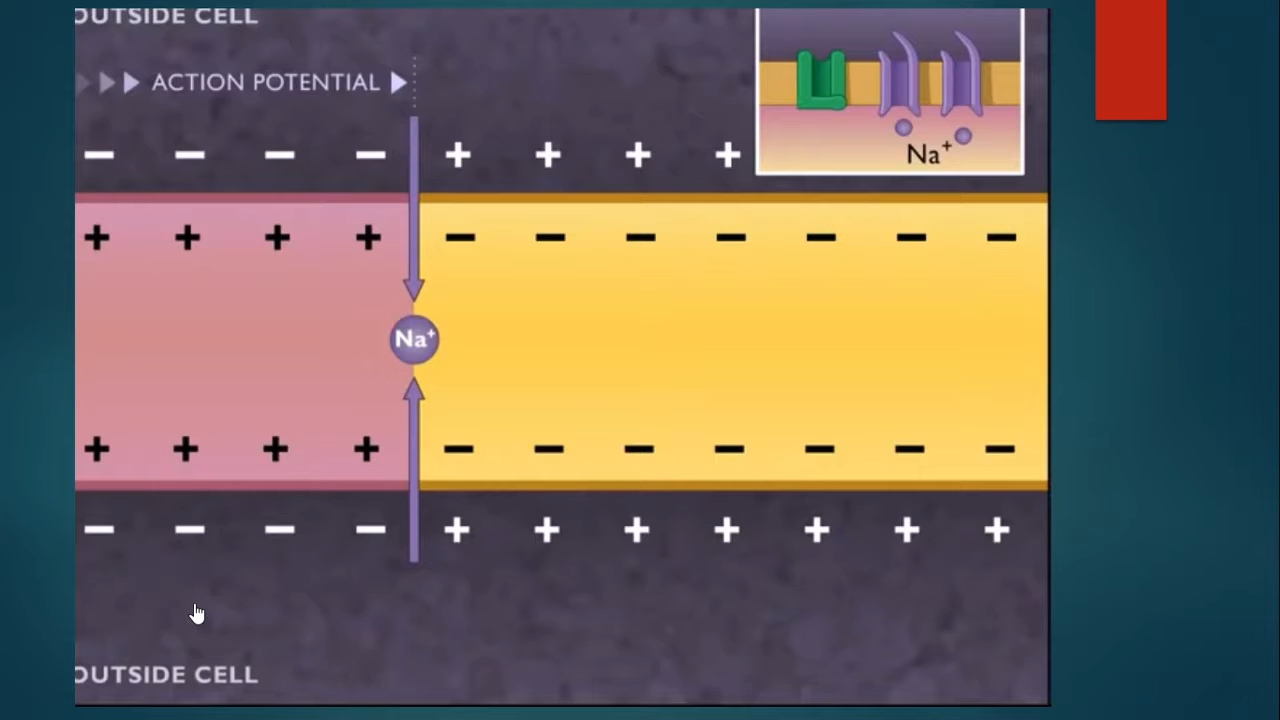 OUTSIDE CELL
ACTION POTENTIAL
− − − − + + + +
Na⁺
+ + + + − − − − − − −
Na⁺
+ + + + − − − − − − −
− − − − + + + + + + +
OUTSIDE CELL